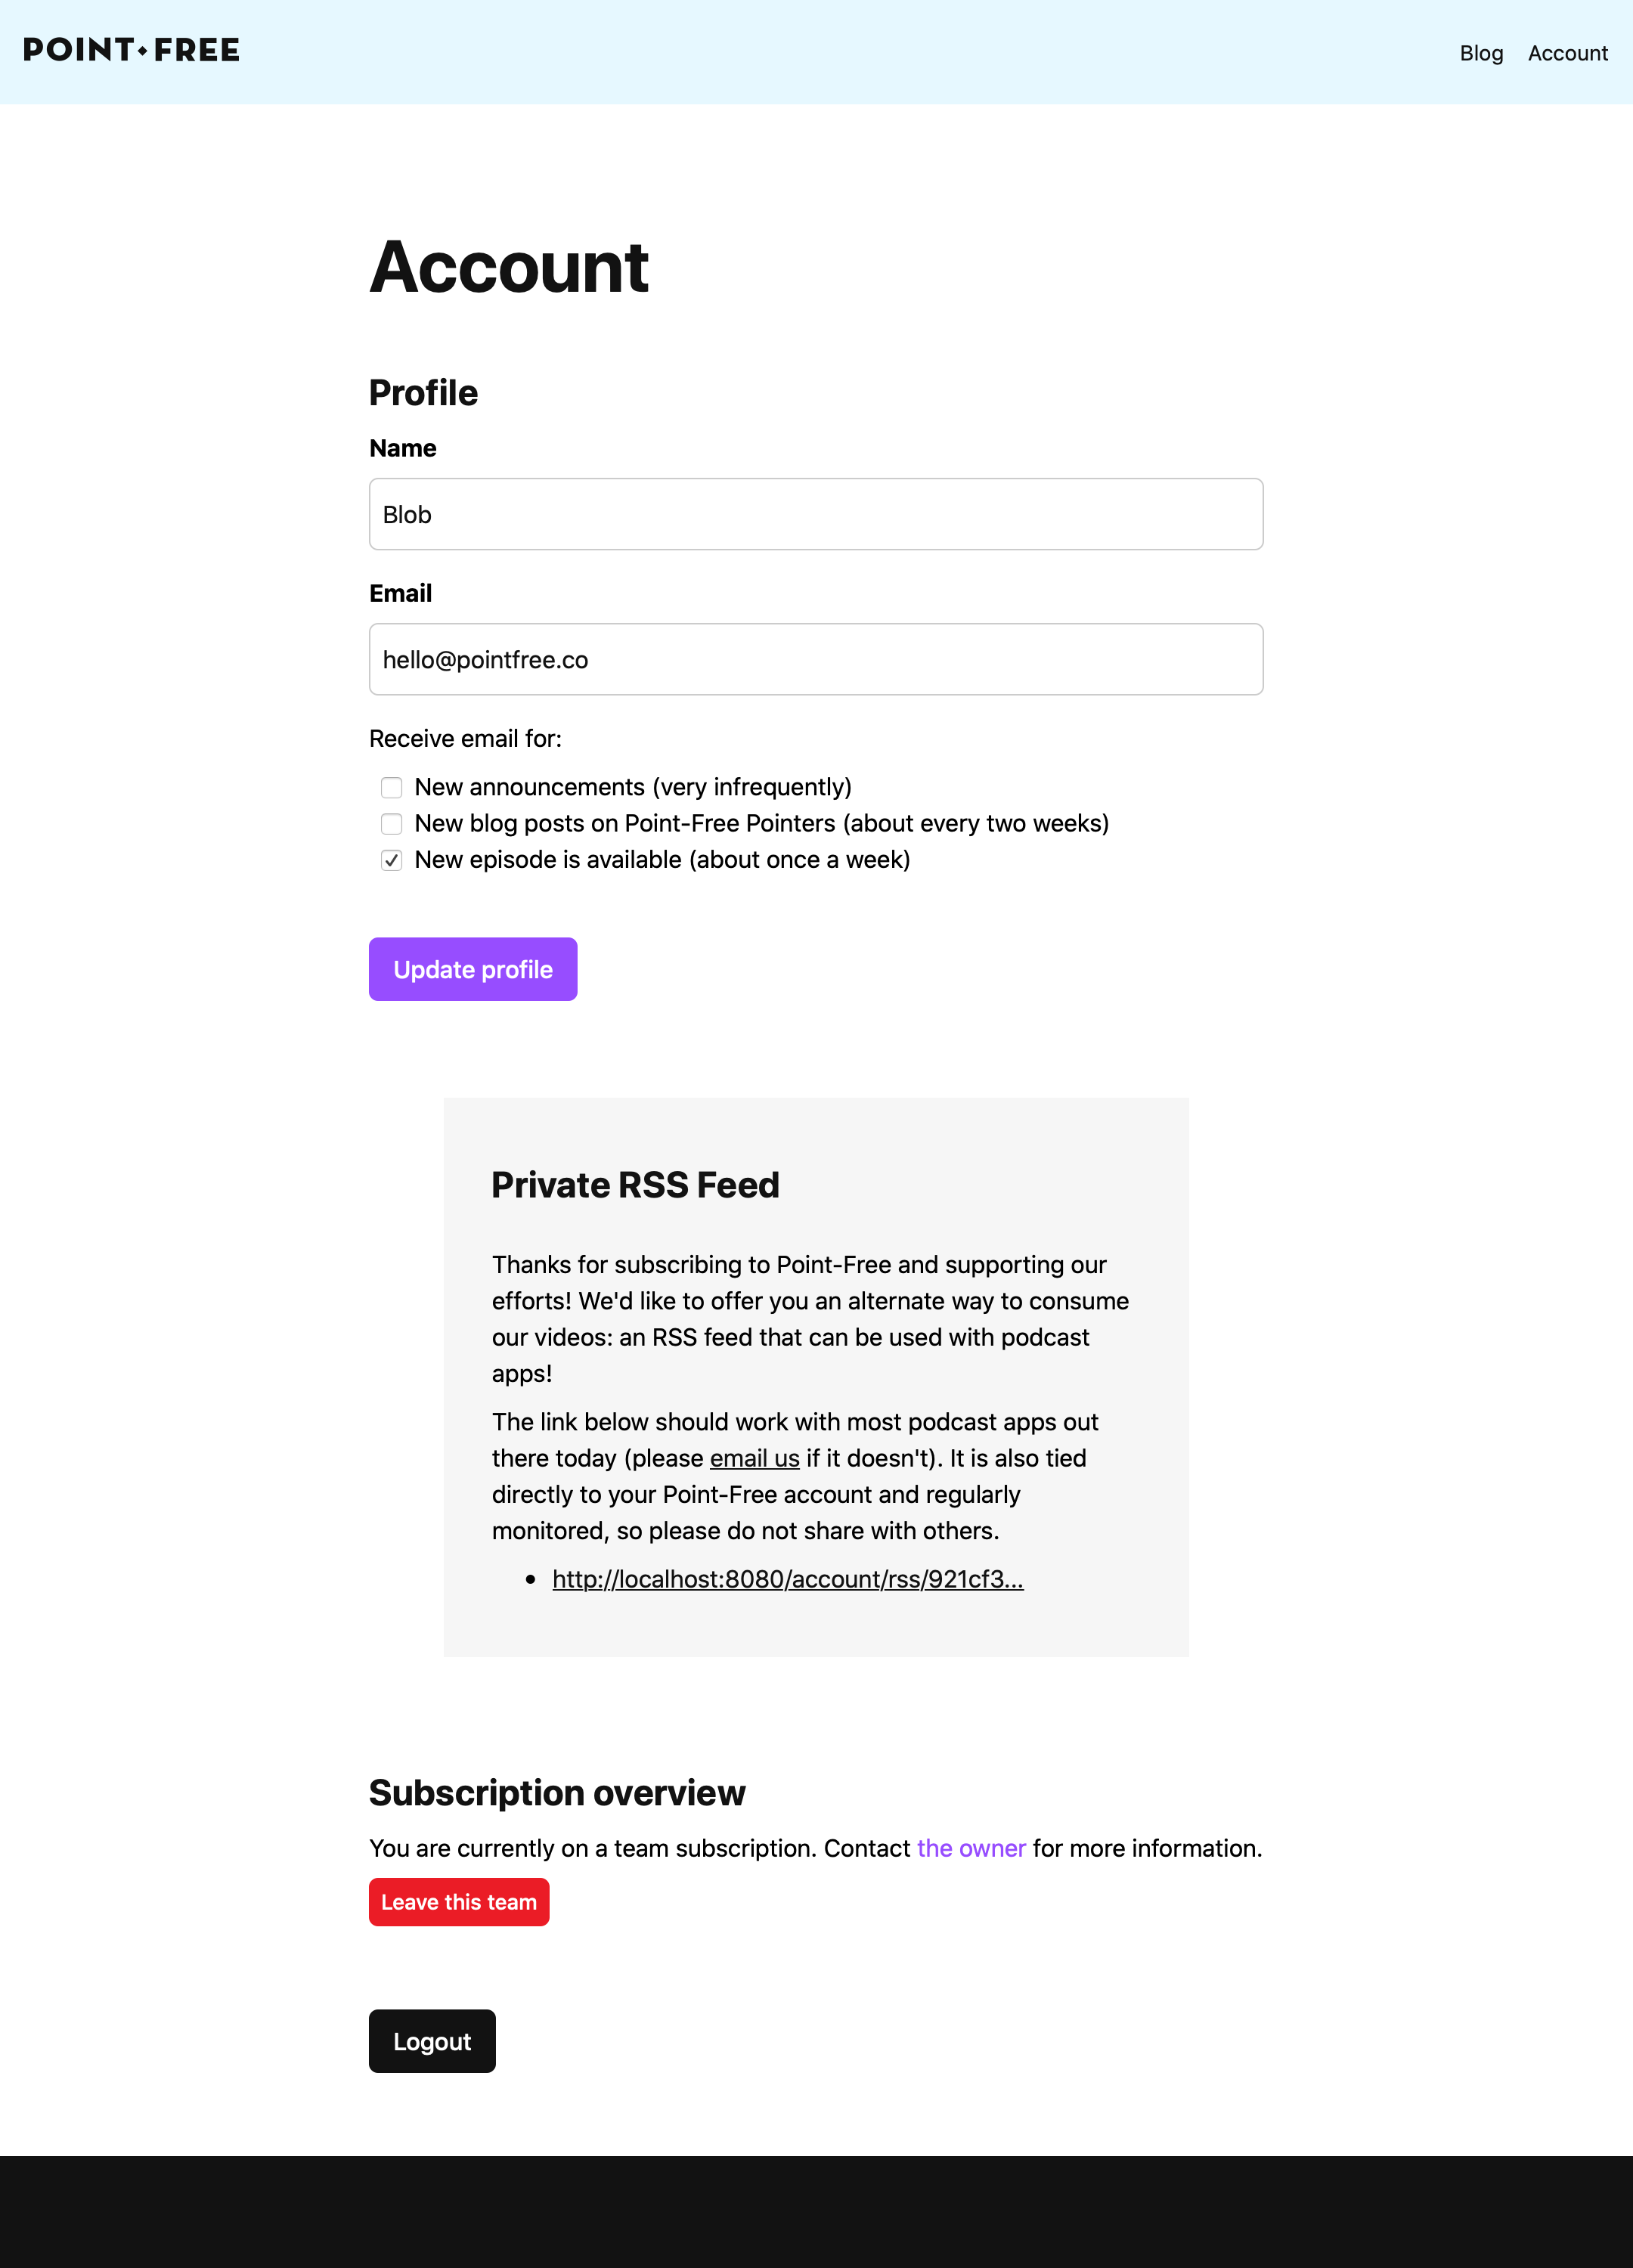 POINT FREE
Blog Account
Account
Profile
Name
Blob
Email
hello@pointfree.co
Receive email for:
New announcements (very infrequently)
New blog posts on Point-Free Pointers (about every two weeks)
New episode is available (about once a week)
Update profile
Private RSS Feed
Thanks for subscribing to Point-Free and supporting our
efforts! We'd like to offer you an alternate way to consume
our videos: an RSS feed that can be used with podcast
apps!
The link below should work with most podcast apps out
there today (please email us if it doesn't). It is also tied
directly to your Point-Free account and regularly
monitored, so please do not share with others.
http://localhost:8080/account/rss/921cf3...
Subscription overview
You are currently on a team subscription. Contact the owner for more information.
Leave this team
Logout